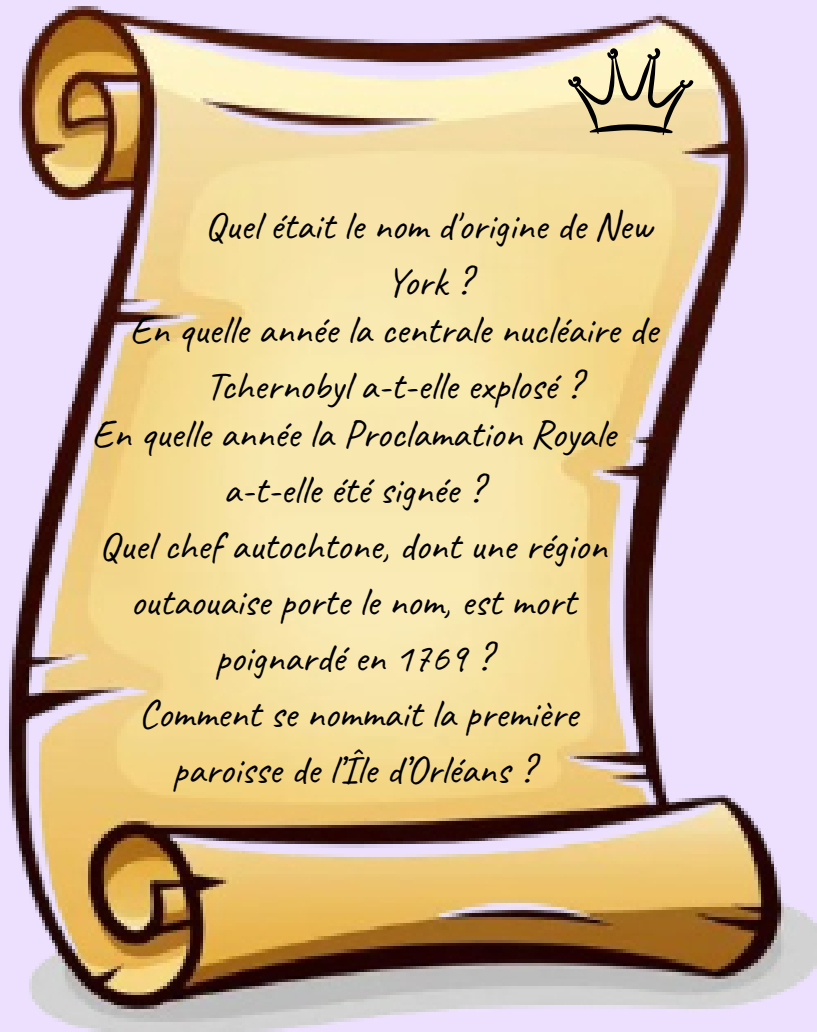 Quel était le nom d'origine de New
York ?
En quelle année la centrale nucléaire de
Tchernobyl a-t-elle explosé ?
En quelle année la Proclamation Royale
a-t-elle été signée ?
Quel chef autochtone, dont une région
outaouaise porte le nom, est mort
poignardé en 1769 ?
Comment se nommait la première
paroisse de l'Île d'Orléans ?